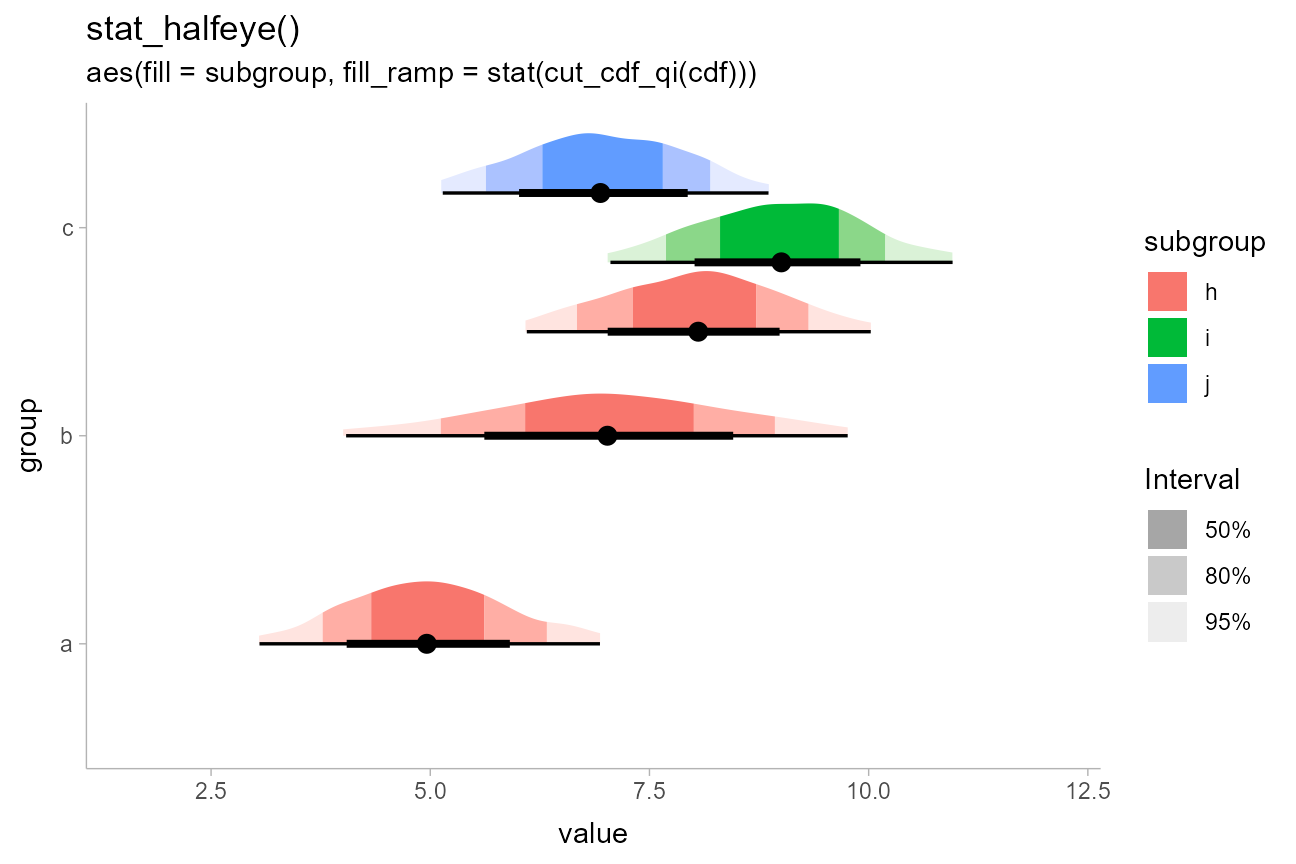 stat_halfeye()
aes(fill = subgroup, fill_ramp = stat(cut_cdf_qi(cdf)))
c
b
a
group
2.5
5.0
7.5
10.0
12.5
value
subgroup
h
i
j
Interval
50%
80%
95%